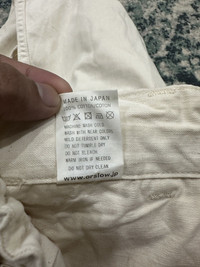 MADE IN JAPAN
100% COTTON/COTON
MACHINE WASH COLD
WASH WITH NEAR COLORS
MILD DETERGENT ONLY
DO NOT TUMBLE DRY
DO NOT BLEACH
WARM IRON IF NEEDED
DO NOT DRY CLEAN
www.orslow.jp